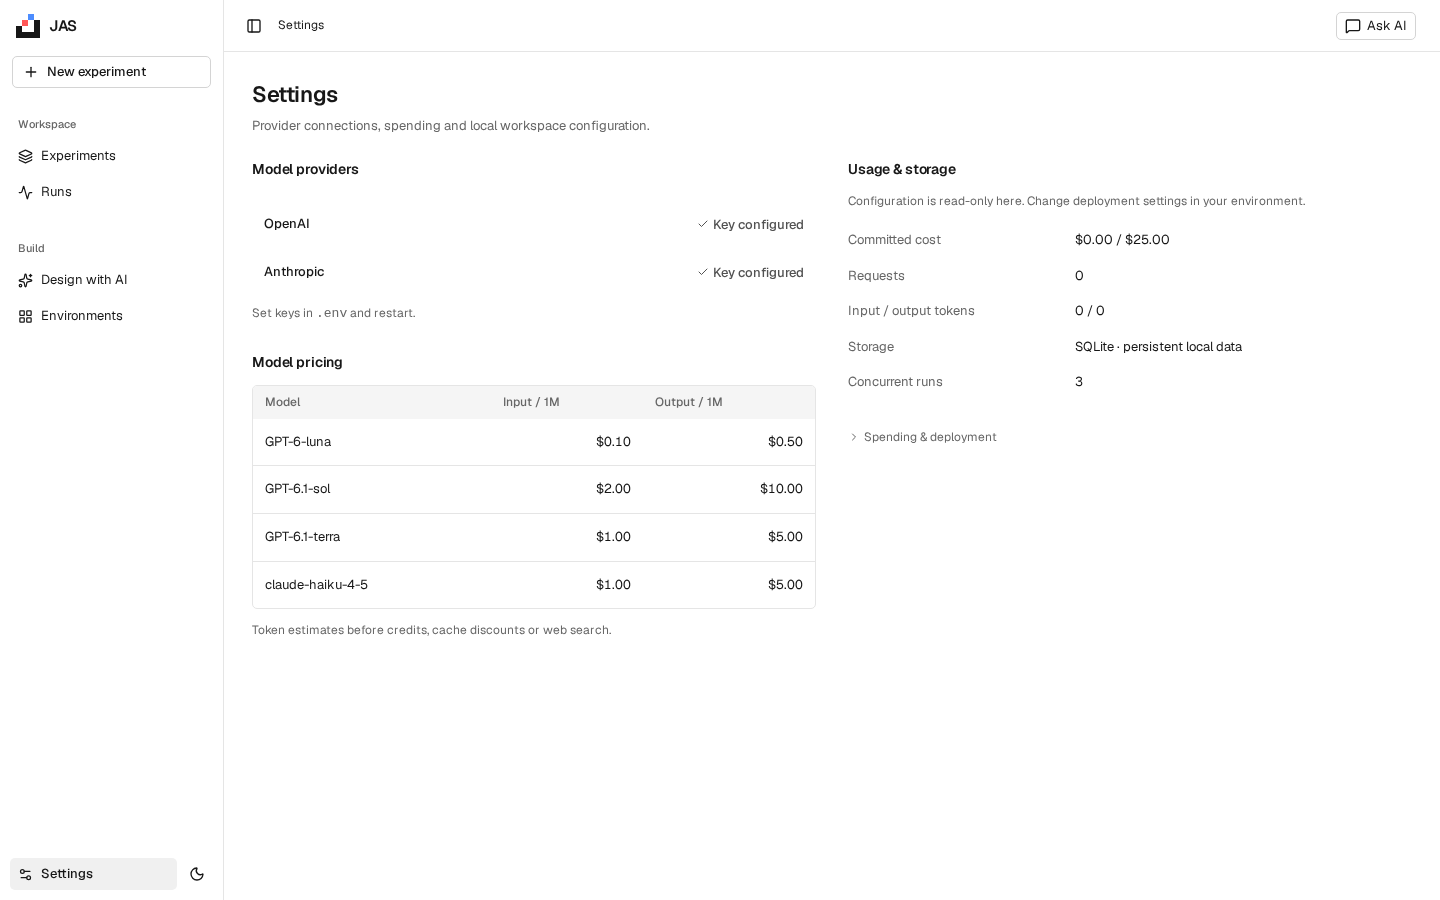 JAS
New experiment
Workspace
Experiments
Runs
Build
Design with AI
Environments
Settings
Settings
Ask AI
Settings
Provider connections, spending and local workspace configuration.
Model providers
OpenAI
Key configured
Anthropic
Key configured
Set keys in .env and restart.
Model pricing
Model Input / 1M Output / 1M
GPT-6-luna $0.10 $0.50
GPT-6.1-sol $2.00 $10.00
GPT-6.1-terra $1.00 $5.00
claude-haiku-4-5 $1.00 $5.00
Token estimates before credits, cache discounts or web search.
Usage & storage
Configuration is read-only here. Change deployment settings in your environment.
Committed cost $0.00 / $25.00
Requests 0
Input / output tokens 0 / 0
Storage SQLite · persistent local data
Concurrent runs 3
Spending & deployment